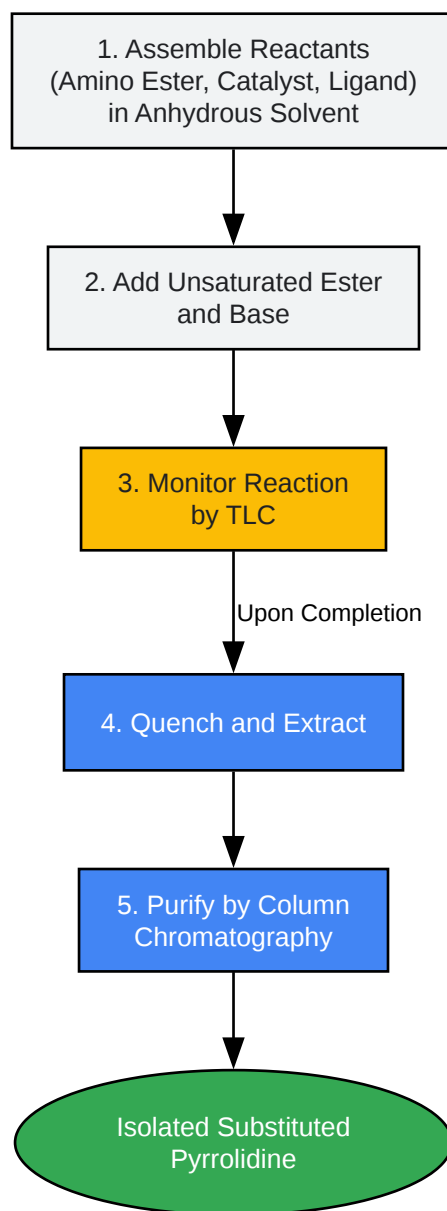 1. Assemble Reactants
(Amino Ester, Catalyst, Ligand)
in Anhydrous Solvent
2. Add Unsaturated Ester
and Base
3. Monitor Reaction
by TLC
Upon Completion
4. Quench and Extract
5. Purify by Column
Chromatography
Isolated Substituted
Pyrrolidine